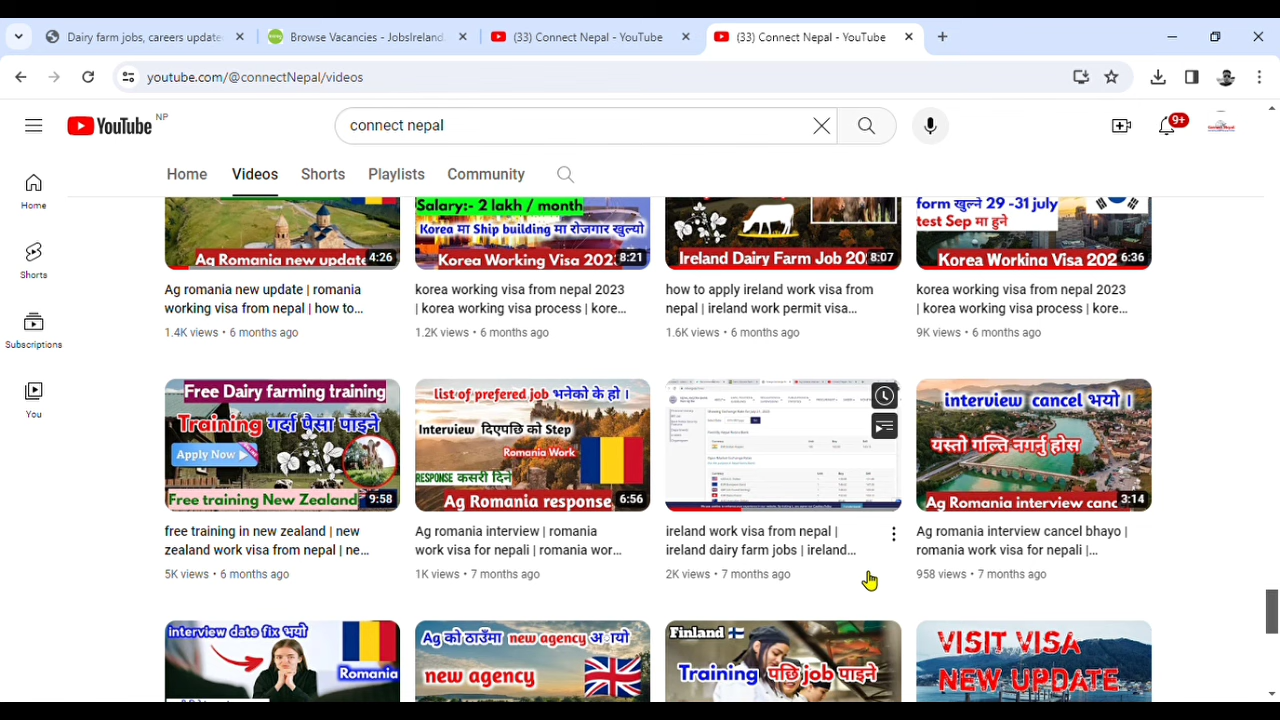 Dairy farm jobs, careers update
Browse Vacancies - JobsIreland.
(33) Connect Nepal - YouTube
(33) Connect Nepal - YouTube
youtube.com/@connectNepal/videos
YouTube NP
connect nepal
9+
Home
Videos
Shorts
Playlists
Community
Home
Shorts
Subscriptions
You
Ag Romania new update
4:26
Salary:- 2 lakh / month
Korea मा Ship building मा रोजगार खुल्यो
Korea Working Visa 202
8:21
Ireland Dairy Farm Job 20
8:07
form खुल्ने 29 -31 july
test Sep मा हुने
Korea Working Visa 202
6:36
Ag romania new update | romania
working visa from nepal | how to...
1.4K views • 6 months ago
korea working visa from nepal 2023
| korea working visa process | kore...
1.2K views • 6 months ago
how to apply ireland work visa from
nepal | ireland work permit visa...
1.6K views • 6 months ago
korea working visa from nepal 2023
| korea working visa process | kore...
9K views • 6 months ago
Free Dairy farming training
Training गर्दा पैसा पाइने
Apply Now
Free training New Zealand
9:58
list of prefered job भनेको के हो ।
Interview दिएपछि को Step
Romania Work
RESPONSE कसरी दिने
Ag Romania response
6:56
interview cancel भयो ।
यस्तो गल्ति नगर्नु होस
Ag Romania interview canc
3:14
free training in new zealand | new
zealand work visa from nepal | ne...
5K views • 6 months ago
Ag romania interview | romania
work visa for nepali | romania wor...
1K views • 7 months ago
ireland work visa from nepal |
ireland dairy farm jobs | ireland...
2K views • 7 months ago
Ag romania interview cancel bhayo |
romania work visa for nepali |...
958 views • 7 months ago
interview date fix भयो
Romania
Ag को ठाउँमा new agency आयो
new agency
Finland
Training पछि job पाइने
VISIT VISA
NEW UPDATE